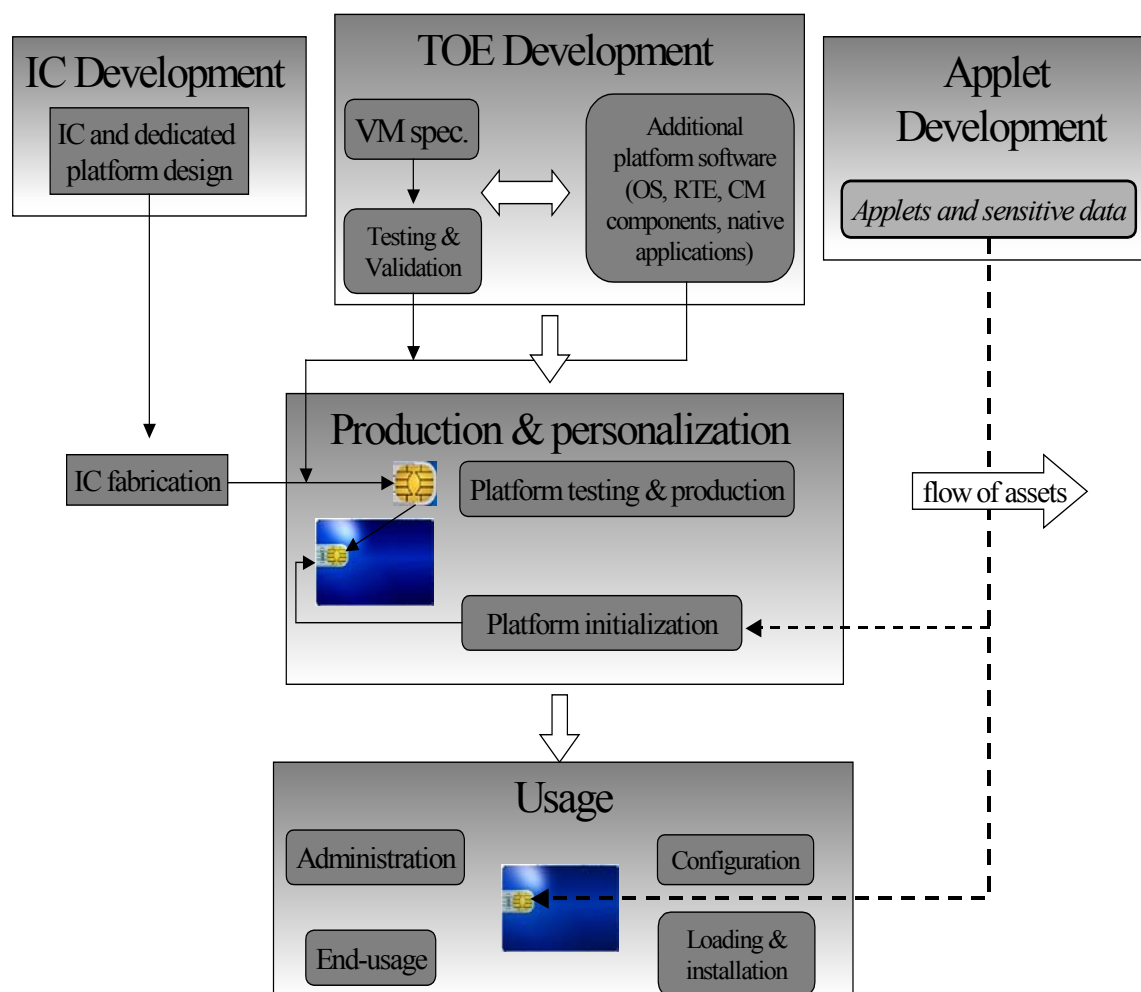 IC Development
IC and dedicated
platform design
TOE Development
VM spec.
Testing &
Validation
Additional
platform software
(OS, RTE, CM
components, native
applications)
Applet
Development
Applets and sensitive data
IC fabrication
Production & personalization
Platform testing & production
Platform initialization
flow of assets
Usage
Administration
Configuration
End-usage
Loading &
installation